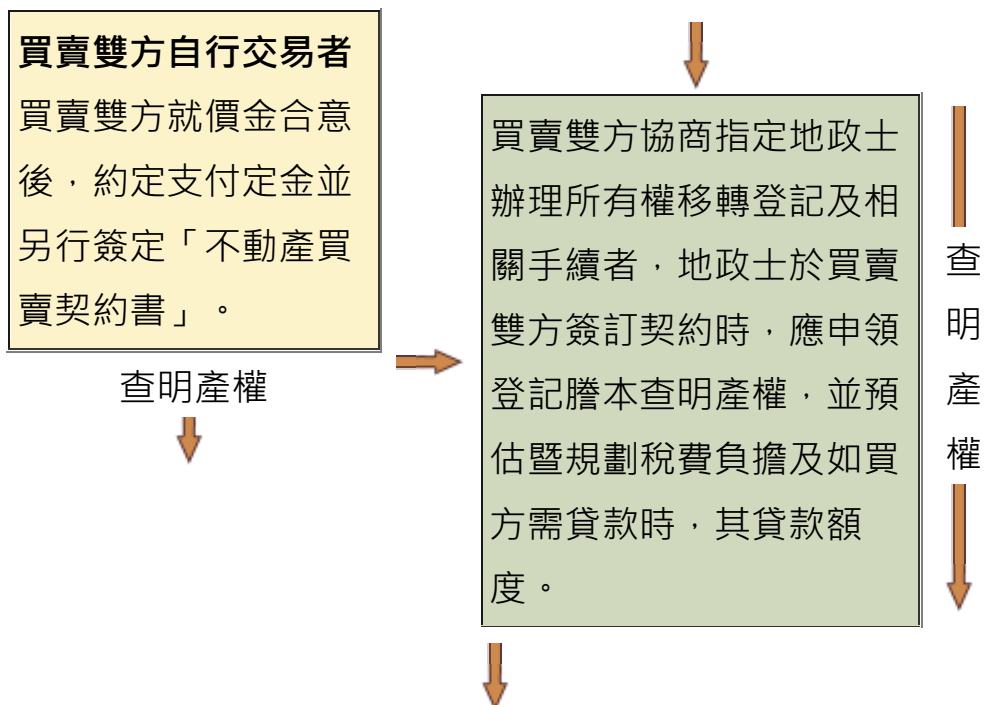 買賣雙方自行交易者
買賣雙方就價金合意
後，約定支付定金並
另行簽定「不動產買
賣契約書」。
查明產權
買賣雙方協商指定地政士
辦理所有權移轉登記及相
關手續者，地政士於買賣
雙方簽訂契約時，應申領
登記謄本查明產權，並預
估暨規劃稅費負擔及如買
方需貸款時，其貸款額
度。
查
明
產
權